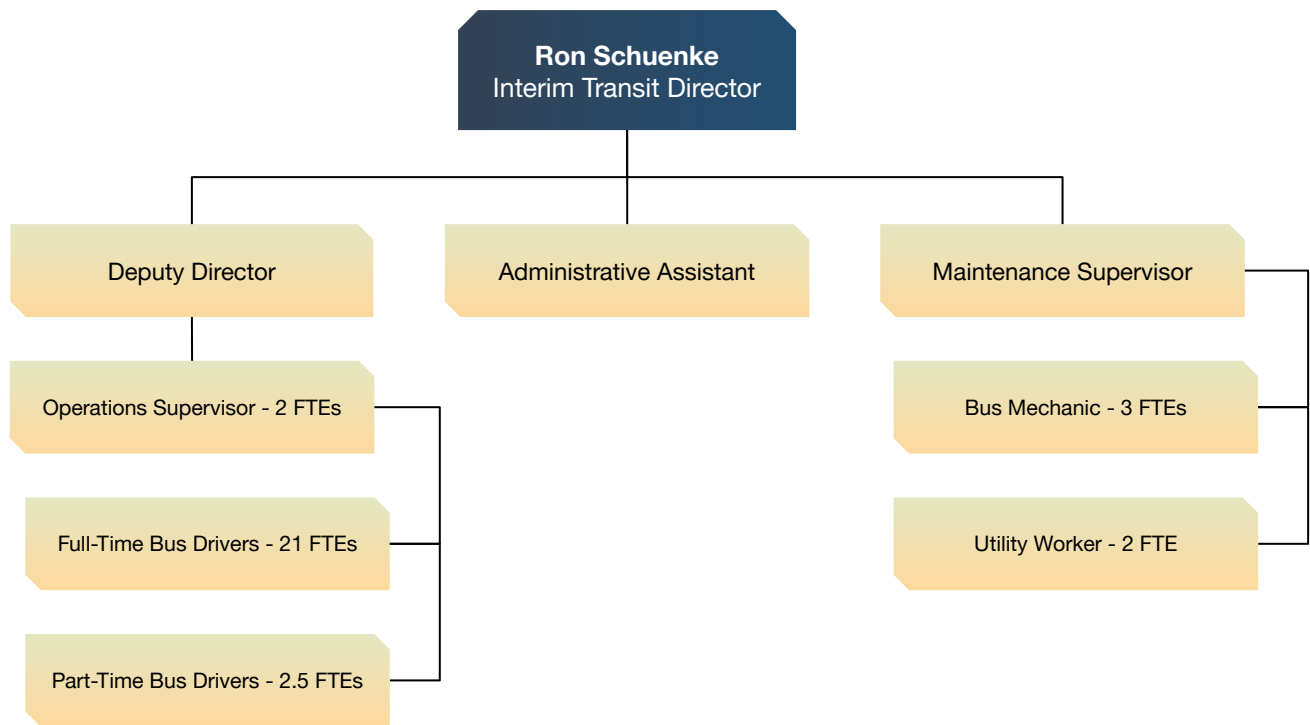 Ron Schuenke
Interim Transit Director
Deputy Director
Administrative Assistant
Maintenance Supervisor
Operations Supervisor - 2 FTEs
Bus Mechanic - 3 FTEs
Full-Time Bus Drivers - 21 FTEs
Utility Worker - 2 FTE
Part-Time Bus Drivers - 2.5 FTEs